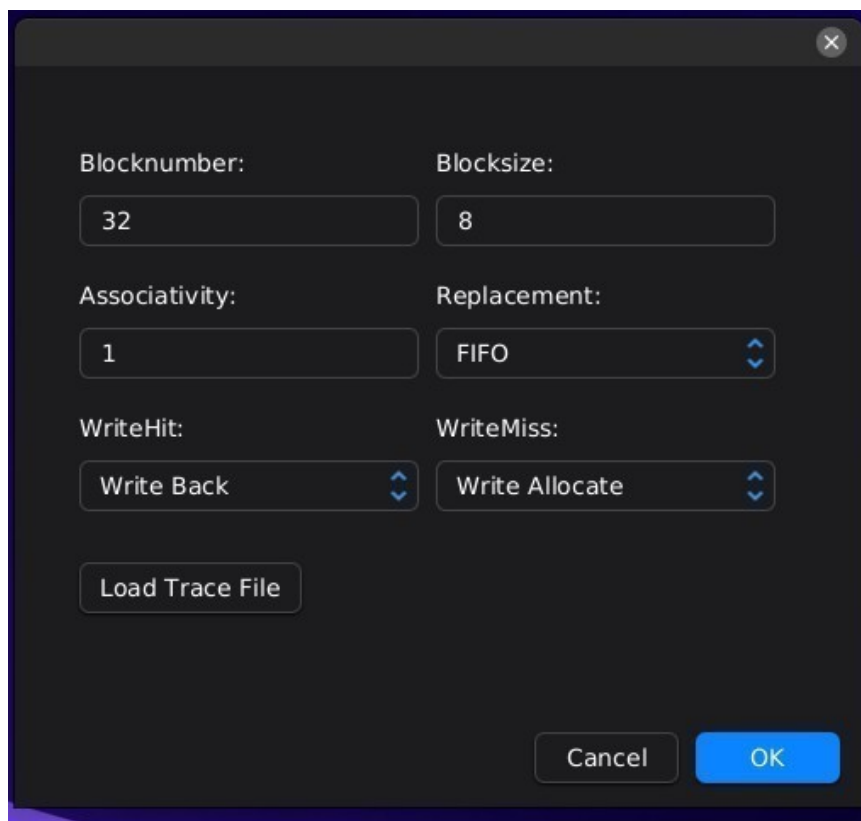 Blocknumber: Blocksize:
32 8
Associativity: Replacement:
1 FIFO
WriteHit: WriteMiss:
Write Back Write Allocate
Load Trace File
Cancel OK